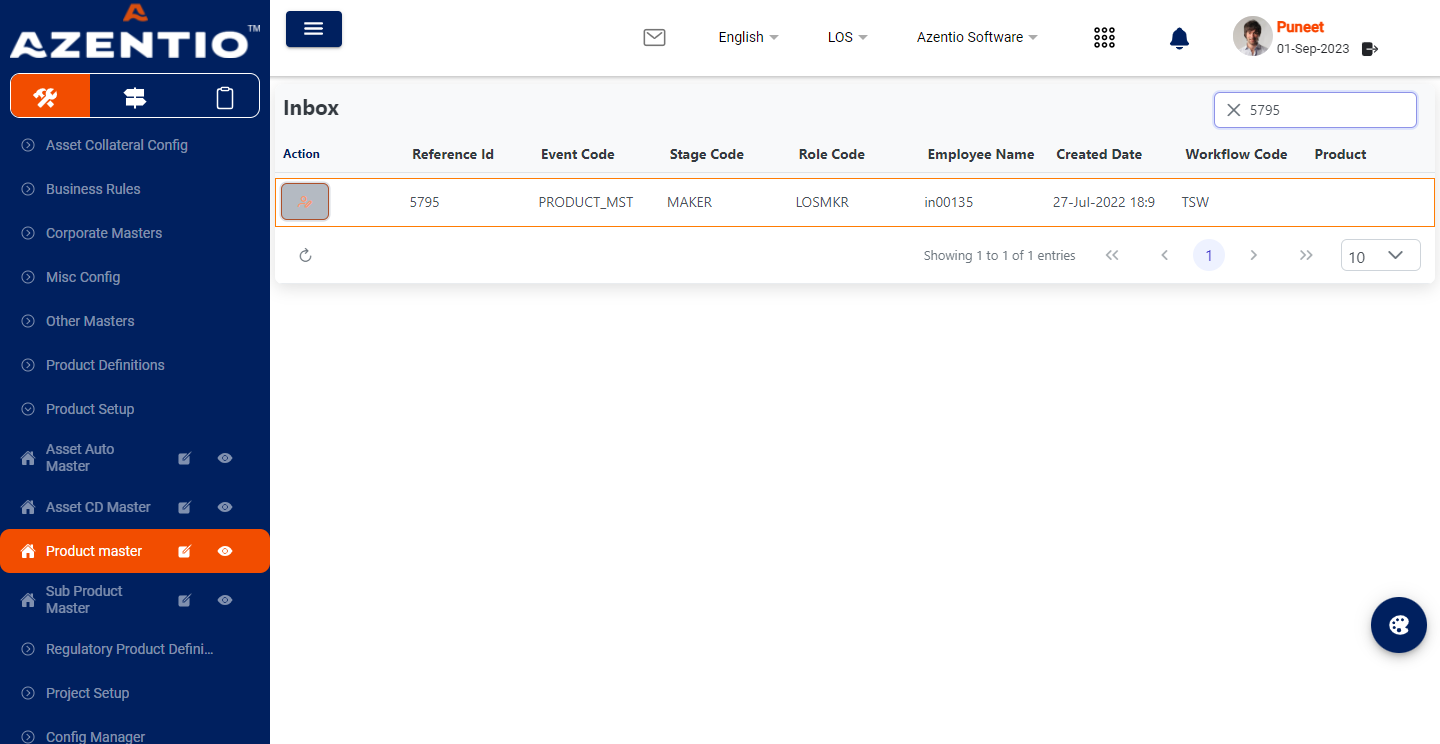 AZENTIO™
English
LOS
Azentio Software
Puneet
01-Sep-2023
Asset Collateral Config
Business Rules
Corporate Masters
Misc Config
Other Masters
Product Definitions
Product Setup
Asset Auto
Master
Asset CD Master
Product master
Sub Product
Master
Regulatory Product Defini...
Project Setup
Config Manager
Inbox
5795
Action Reference Id Event Code Stage Code Role Code Employee Name Created Date Workflow Code Product
5795 PRODUCT_MST MAKER LOSMKR in00135 27-Jul-2022 18:9 TSW
Showing 1 to 1 of 1 entries 1 10